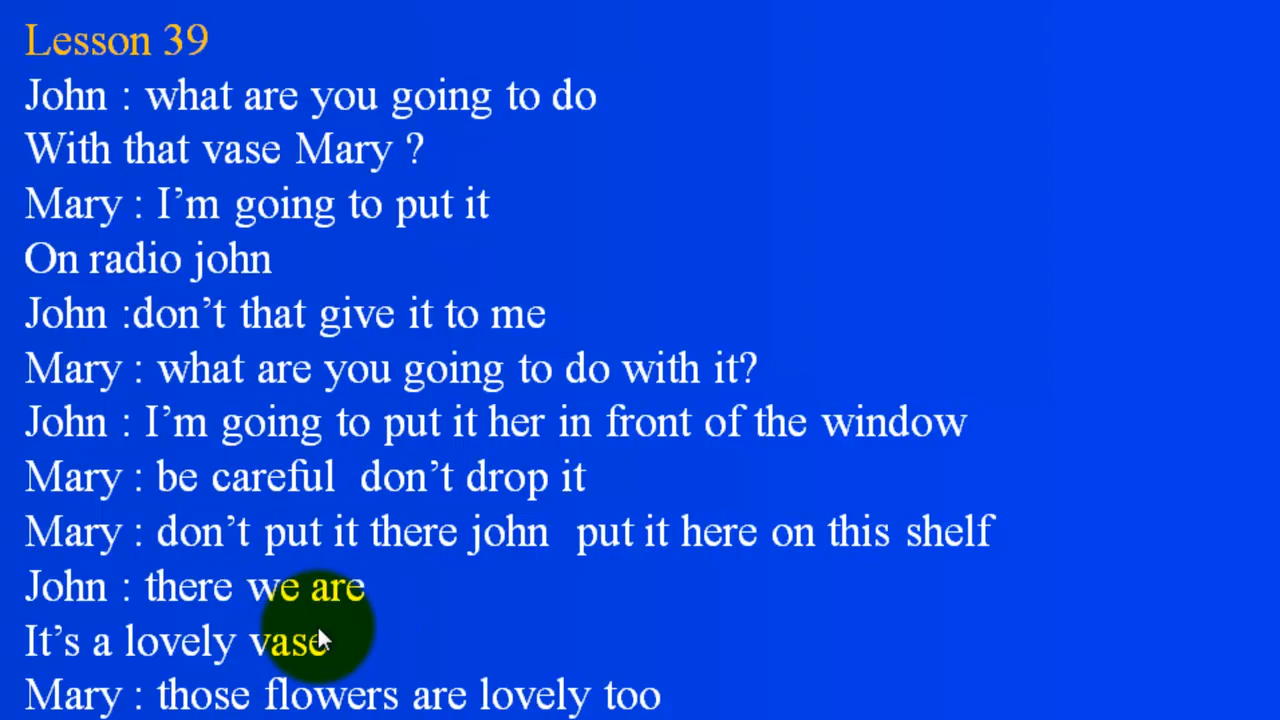 Lesson 39
John : what are you going to do
With that vase Mary ?
Mary : I’m going to put it
On radio john
John :don’t that give it to me
Mary : what are you going to do with it?
John : I’m going to put it her in front of the window
Mary : be careful  don’t drop it
Mary : don’t put it there john  put it here on this shelf
John : there we are
It’s a lovely vase
Mary : those flowers are lovely too